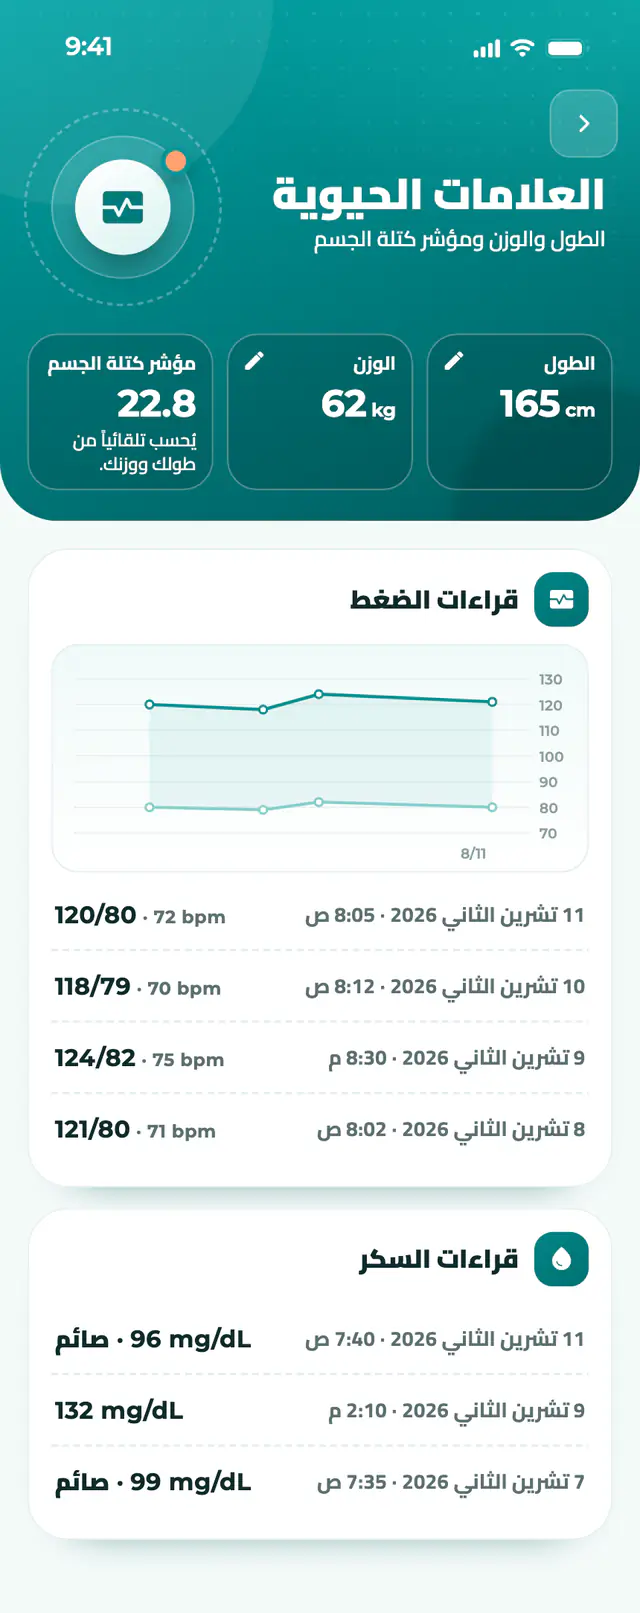 9:41
العلامات الحيوية
الطول والوزن ومؤشر كتلة الجسم
الطول
165 cm
الوزن
62 kg
مؤشر كتلة الجسم
22.8
يُحسب تلقائياً من
طولك ووزنك.
قراءات الضغط
130
120
110
100
90
80
70
8/11
11 تشرين الثاني 2026 · 8:05 ص
120/80 · 72 bpm
10 تشرين الثاني 2026 · 8:12 ص
118/79 · 70 bpm
9 تشرين الثاني 2026 · 8:30 م
124/82 · 75 bpm
8 تشرين الثاني 2026 · 8:02 ص
121/80 · 71 bpm
قراءات السكر
11 تشرين الثاني 2026 · 7:40 ص
96 mg/dL · صائم
9 تشرين الثاني 2026 · 2:10 م
132 mg/dL
7 تشرين الثاني 2026 · 7:35 ص
99 mg/dL · صائم